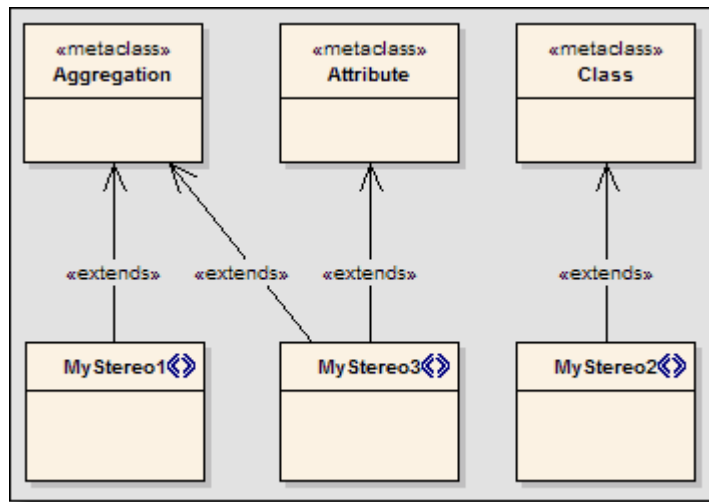 «metaclass»
Aggregation
«metaclass»
Attribute
«metaclass»
Class
«extends»
«extends»
«extends»
«extends»
MyStereo1
MyStereo3
MyStereo2